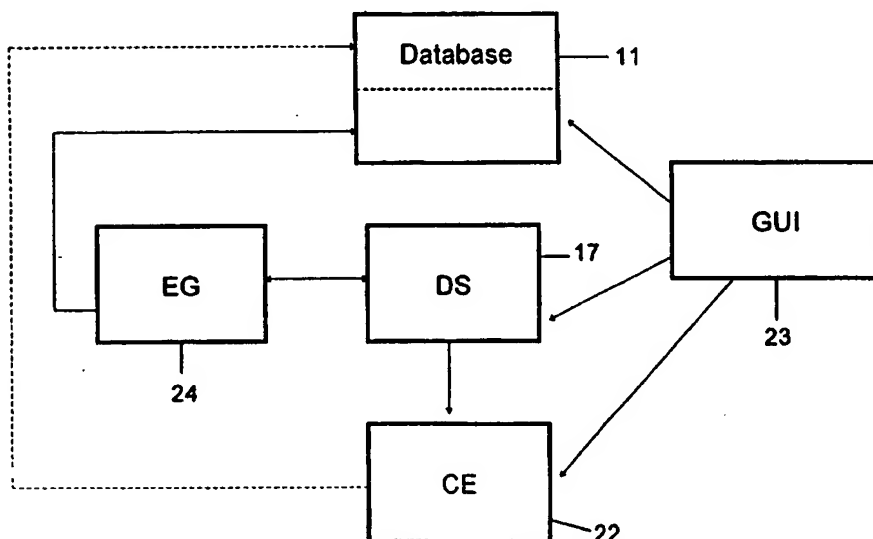 Database
11
GUI
23
EG
24
DS
17
CE
22